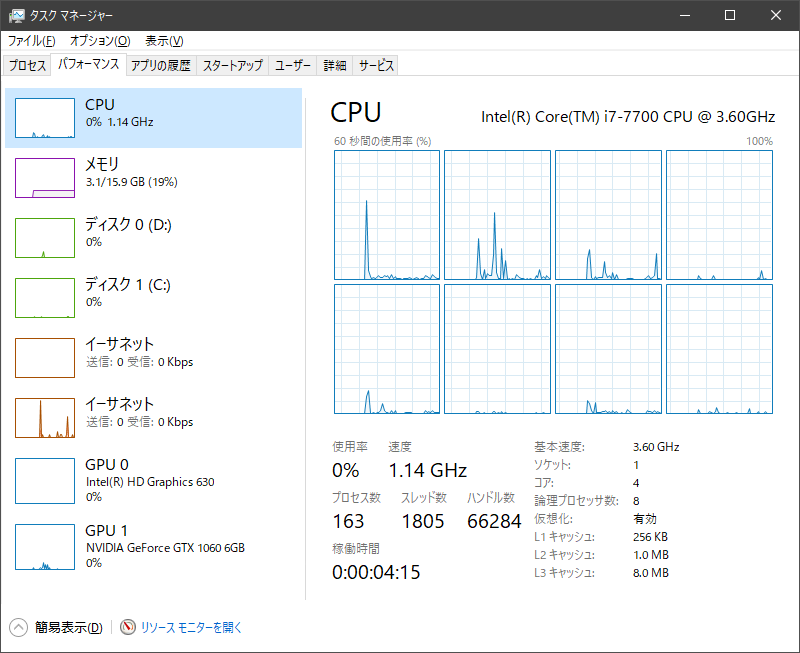 タスク マネージャー
ファイル(F) オプション(O) 表示(V)
プロセス パフォーマンス アプリの履歴 スタートアップ ユーザー 詳細 サービス
CPU
0% 1.14 GHz
メモリ
3.1/15.9 GB (19%)
ディスク 0 (D:)
0%
ディスク 1 (C:)
0%
イーサネット
送信: 0 受信: 0 Kbps
イーサネット
送信: 0 受信: 0 Kbps
GPU 0
Intel(R) HD Graphics 630
0%
GPU 1
NVIDIA GeForce GTX 1060 6GB
0%
CPU
Intel(R) Core(TM) i7-7700 CPU @ 3.60GHz
60 秒間の使用率 (%) 100%
使用率 速度
0% 1.14 GHz
プロセス数 スレッド数 ハンドル数
163 1805 66284
稼働時間
0:00:04:15
基本速度: 3.60 GHz
ソケット: 1
コア: 4
論理プロセッサ数: 8
仮想化: 有効
L1 キャッシュ: 256 KB
L2 キャッシュ: 1.0 MB
L3 キャッシュ: 8.0 MB
簡易表示(D) リソース モニターを開く